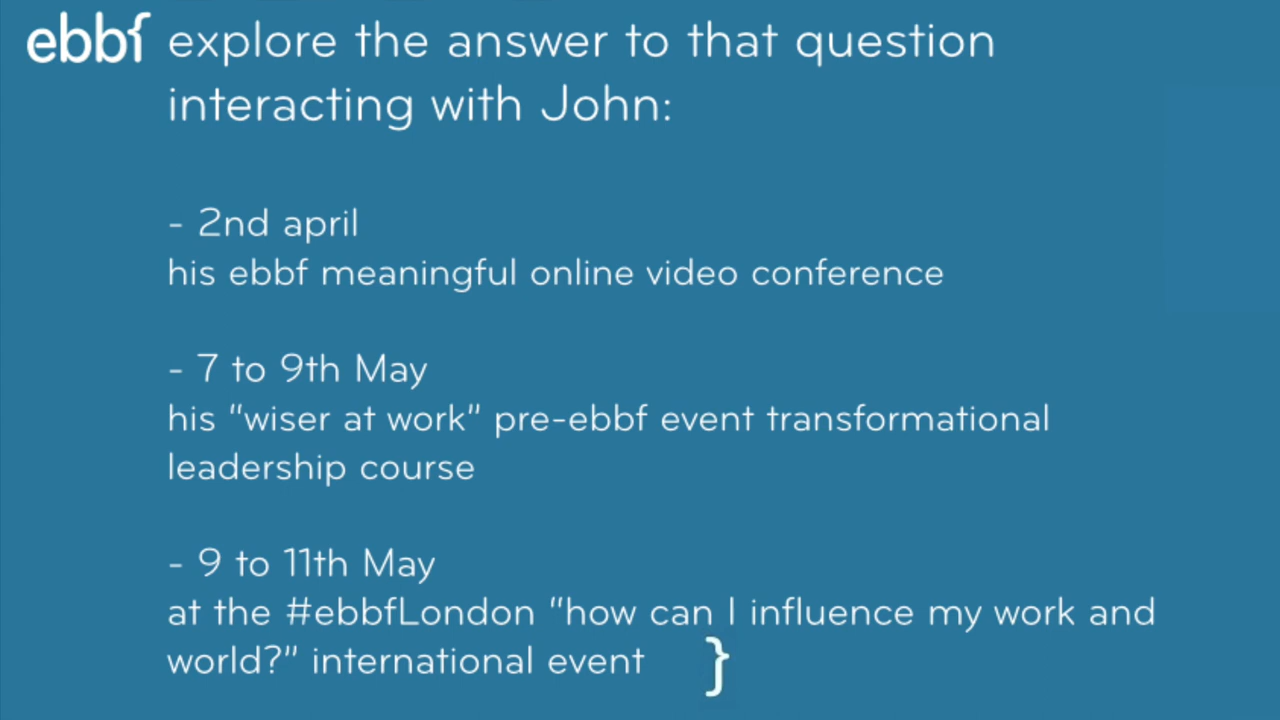 ebbf explore the answer to that question
interacting with John:
- 2nd april
his ebbf meaningful online video conference
- 7 to 9th May
his "wiser at work" pre-ebbf event transformational
leadership course
- 9 to 11th May
at the #ebbfLondon "how can I influence my work and
world?" international event }